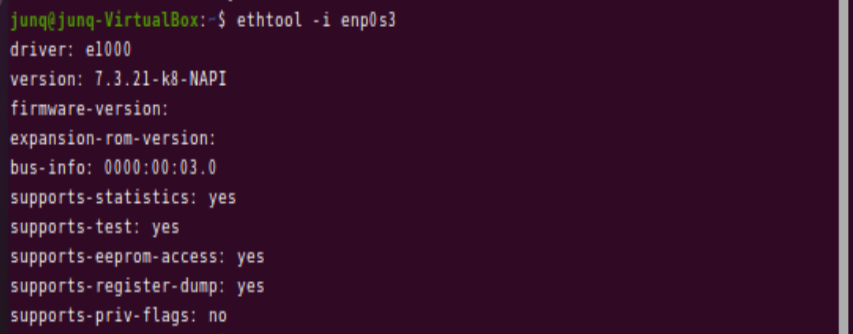 junq@junq-VirtualBox:~$ ethtool -i enp0s3
driver: e1000
version: 7.3.21-k8-NAPI
firmware-version:
expansion-rom-version:
bus-info: 0000:00:03.0
supports-statistics: yes
supports-test: yes
supports-eeprom-access: yes
supports-register-dump: yes
supports-priv-flags: no